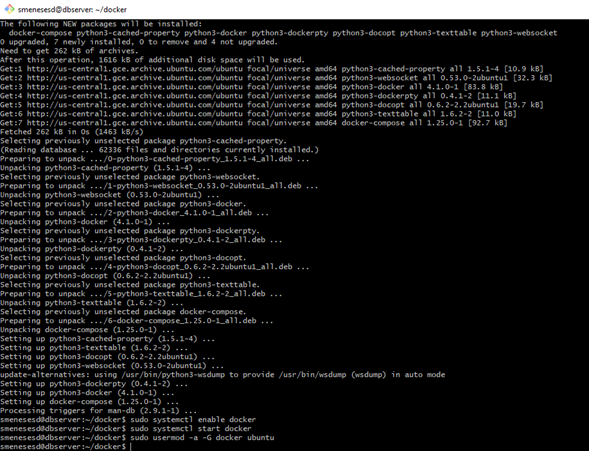 smenesesd@dbserver: ~/docker
The following NEW packages will be installed:
docker-compose python3-cached-property python3-docker python3-dockerpty python3-docopt python3-texttable python3-websocket
0 upgraded, 7 newly installed, 0 to remove and 4 not upgraded.
Need to get 262 kB of archives.
After this operation, 1616 kB of additional disk space will be used.
Get:1 http://us-central1.gce.archive.ubuntu.com/ubuntu focal/universe amd64 python3-cached-property all 1.5.1-4 [10.9 kB]
Get:2 http://us-central1.gce.archive.ubuntu.com/ubuntu focal/universe amd64 python3-websocket all 0.53.0-2ubuntu1 [32.3 kB]
Get:3 http://us-central1.gce.archive.ubuntu.com/ubuntu focal/universe amd64 python3-docker all 4.1.0-1 [83.8 kB]
Get:4 http://us-central1.gce.archive.ubuntu.com/ubuntu focal/universe amd64 python3-dockerpty all 0.4.1-2 [11.1 kB]
Get:5 http://us-central1.gce.archive.ubuntu.com/ubuntu focal/universe amd64 python3-docopt all 0.6.2-2.2ubuntu1 [19.7 kB]
Get:6 http://us-central1.gce.archive.ubuntu.com/ubuntu focal/universe amd64 python3-texttable all 1.6.2-2 [11.0 kB]
Get:7 http://us-central1.gce.archive.ubuntu.com/ubuntu focal/universe amd64 docker-compose all 1.25.0-1 [92.7 kB]
Fetched 262 kB in 0s (1463 kB/s)
Selecting previously unselected package python3-cached-property.
(Reading database ... 62336 files and directories currently installed.)
Preparing to unpack .../0-python3-cached-property_1.5.1-4_all.deb ...
Unpacking python3-cached-property (1.5.1-4) ...
Selecting previously unselected package python3-websocket.
Preparing to unpack .../1-python3-websocket_0.53.0-2ubuntu1_all.deb ...
Unpacking python3-websocket (0.53.0-2ubuntu1) ...
Selecting previously unselected package python3-docker.
Preparing to unpack .../2-python3-docker_4.1.0-1_all.deb ...
Unpacking python3-docker (4.1.0-1) ...
Selecting previously unselected package python3-dockerpty.
Preparing to unpack .../3-python3-dockerpty_0.4.1-2_all.deb ...
Unpacking python3-dockerpty (0.4.1-2) ...
Selecting previously unselected package python3-docopt.
Preparing to unpack .../4-python3-docopt_0.6.2-2.2ubuntu1_all.deb ...
Unpacking python3-docopt (0.6.2-2.2ubuntu1) ...
Selecting previously unselected package python3-texttable.
Preparing to unpack .../5-python3-texttable_1.6.2-2_all.deb ...
Unpacking python3-texttable (1.6.2-2) ...
Selecting previously unselected package docker-compose.
Preparing to unpack .../6-docker-compose_1.25.0-1_all.deb ...
Unpacking docker-compose (1.25.0-1) ...
Setting up python3-cached-property (1.5.1-4) ...
Setting up python3-texttable (1.6.2-2) ...
Setting up python3-docopt (0.6.2-2.2ubuntu1) ...
Setting up python3-websocket (0.53.0-2ubuntu1) ...
update-alternatives: using /usr/bin/python3-wsdump to provide /usr/bin/wsdump (wsdump) in auto mode
Setting up python3-dockerpty (0.4.1-2) ...
Setting up python3-docker (4.1.0-1) ...
Setting up docker-compose (1.25.0-1) ...
Processing triggers for man-db (2.9.1-1) ...
smenesesd@dbserver:~/docker$ sudo systemctl enable docker
smenesesd@dbserver:~/docker$ sudo systemctl start docker
smenesesd@dbserver:~/docker$ sudo usermod -a -G docker ubuntu
smenesesd@dbserver:~/docker$